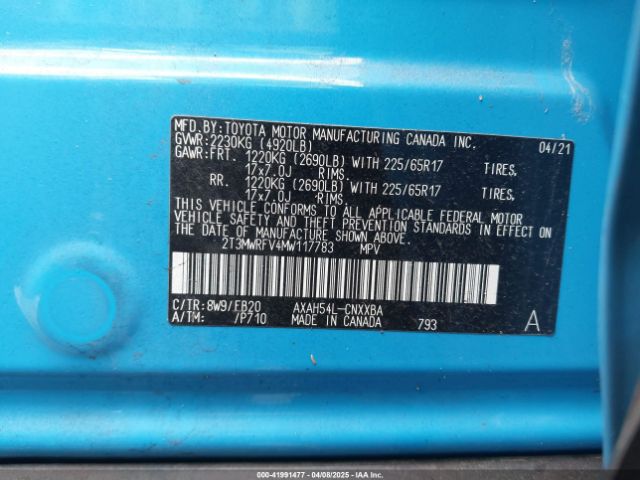 MFD.BY:TOYOTA MOTOR MANUFACTURING CANADA INC. 04/21
GVWR:2230KG (4920LB)
GAWR:FRT. 1220KG (2690LB) WITH 225/65R17 TIRES,
17x7.0J RIMS,
RR. 1220KG (2690LB) WITH 225/65R17 TIRES,
17x7.0J RIMS.
THIS VEHICLE CONFORMS TO ALL APPLICABLE FEDERAL MOTOR
VEHICLE SAFETY AND THEFT PREVENTION STANDARDS IN EFFECT ON
THE DATE OF MANUFACTURE SHOWN ABOVE.
2T3MWRFV4MW117783 MPV
C/TR:8W9/EB20 AXAH54L-CNXXBA
A/TM: /P710 MADE IN CANADA 793 A
000-41991477 - 04/08/2025 - IAA Inc.